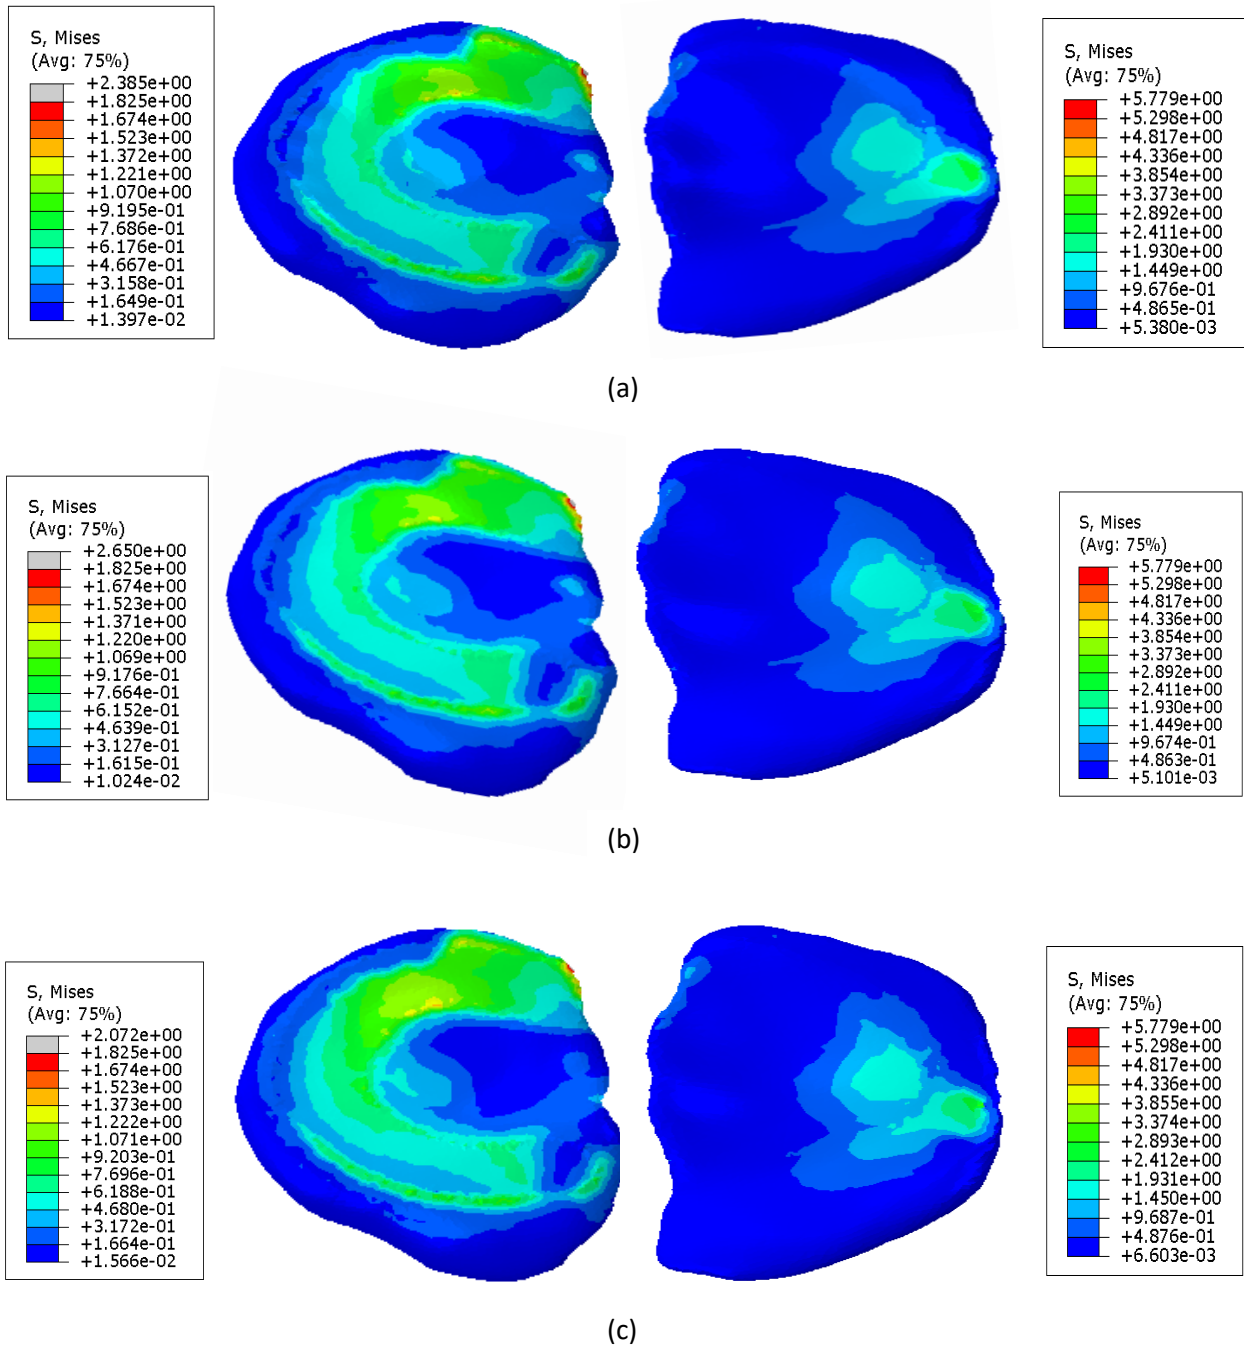 S, Mises
(Avg: 75%)
+2.385e+00
+1.825e+00
+1.674e+00
+1.523e+00
+1.372e+00
+1.221e+00
+1.070e+00
+9.195e-01
+7.686e-01
+6.176e-01
+4.667e-01
+3.158e-01
+1.649e-01
+1.397e-02
S, Mises
(Avg: 75%)
+5.779e+00
+5.298e+00
+4.817e+00
+4.336e+00
+3.854e+00
+3.373e+00
+2.892e+00
+2.411e+00
+1.930e+00
+1.449e+00
+9.676e-01
+4.865e-01
+5.380e-03
(a)
S, Mises
(Avg: 75%)
+2.650e+00
+1.825e+00
+1.674e+00
+1.523e+00
+1.371e+00
+1.220e+00
+1.069e+00
+9.176e-01
+7.664e-01
+6.152e-01
+4.639e-01
+3.127e-01
+1.615e-01
+1.024e-02
S, Mises
(Avg: 75%)
+5.779e+00
+5.298e+00
+4.817e+00
+4.336e+00
+3.854e+00
+3.373e+00
+2.892e+00
+2.411e+00
+1.930e+00
+1.449e+00
+9.674e-01
+4.863e-01
+5.101e-03
(b)
S, Mises
(Avg: 75%)
+2.072e+00
+1.825e+00
+1.674e+00
+1.523e+00
+1.373e+00
+1.222e+00
+1.071e+00
+9.203e-01
+7.696e-01
+6.188e-01
+4.680e-01
+3.172e-01
+1.664e-01
+1.566e-02
S, Mises
(Avg: 75%)
+5.779e+00
+5.298e+00
+4.817e+00
+4.336e+00
+3.855e+00
+3.374e+00
+2.893e+00
+2.412e+00
+1.931e+00
+1.450e+00
+9.687e-01
+4.876e-01
+6.603e-03
(c)